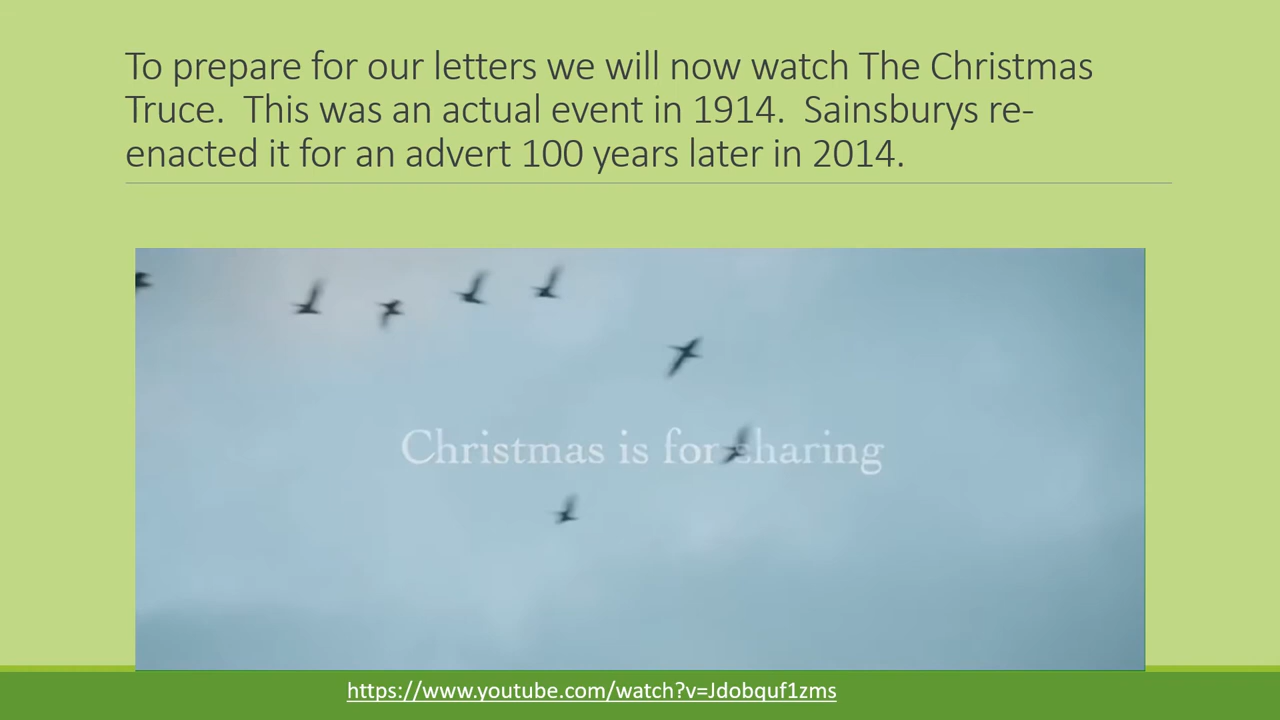 To prepare for our letters we will now watch The Christmas
Truce.  This was an actual event in 1914.  Sainsburys re-
enacted it for an advert 100 years later in 2014.
Christmas is for sharing
https://www.youtube.com/watch?v=Jdobquf1zms